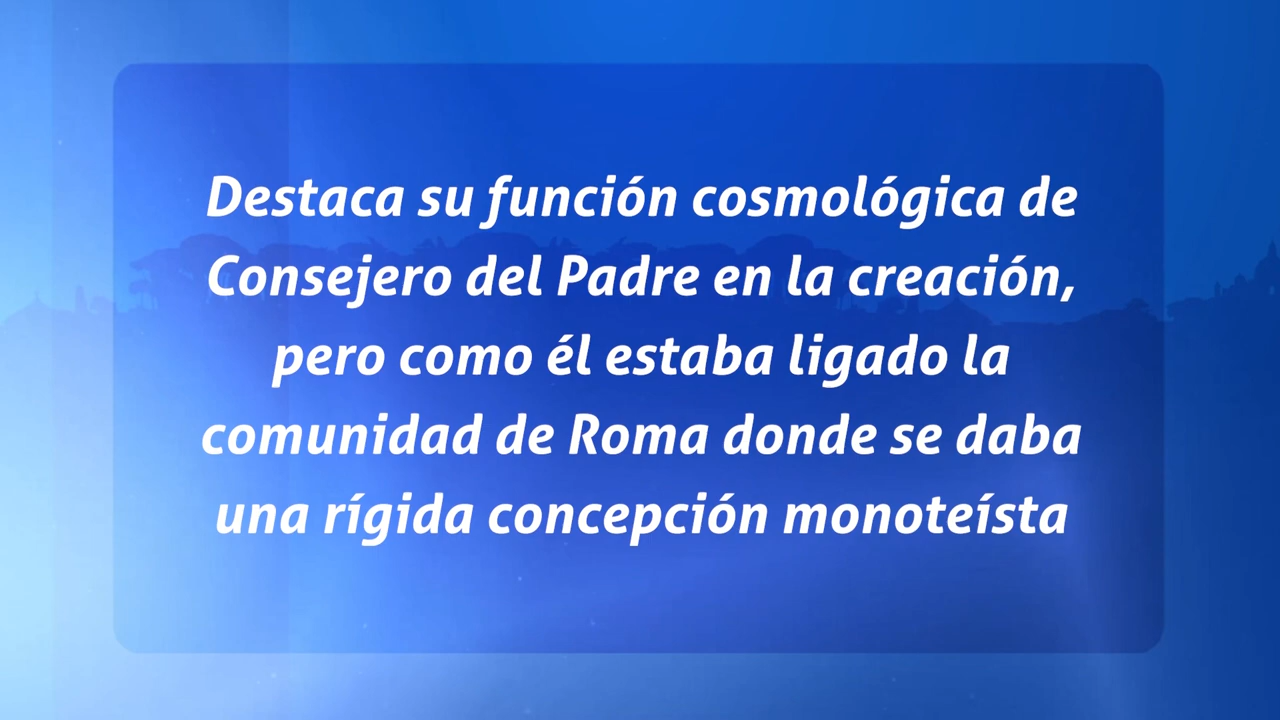 Destaca su función cosmológica de
Consejero del Padre en la creación,
pero como él estaba ligado la
comunidad de Roma donde se daba
una rígida concepción monoteísta